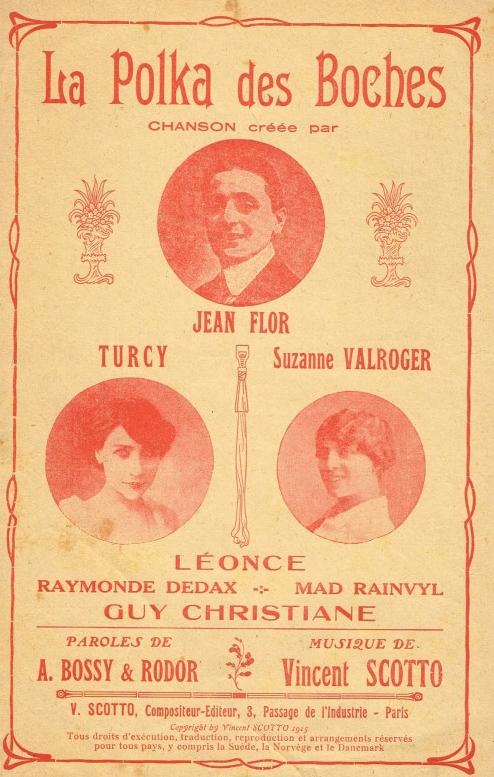 La Polka des Boches
CHANSON créée par
JEAN FLOR
TURCY
Suzanne VALROGER
LÉONCE
RAYMONDE DEDAX -:- MAD RAINVYL
GUY CHRISTIANE
PAROLES DE
A. BOSSY & RODOR
MUSIQUE DE
Vincent SCOTTO
V. SCOTTO, Compositeur-Editeur, 3, Passage de l'Industrie - Paris
Copyright by Vincent SCOTTO 1915
Tous droits d'exécution, traduction, reproduction et arrangements réservés
pour tous pays, y compris la Suède, la Norvège et le Danemark